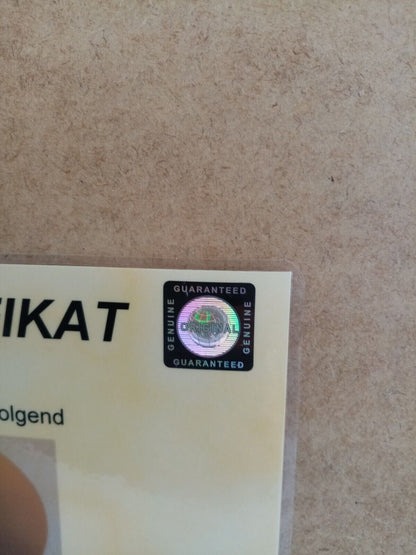 GUARANTEED
IKAT
GENUINE
ORIGINAL
GENUINE
GUARANTEED
olgend